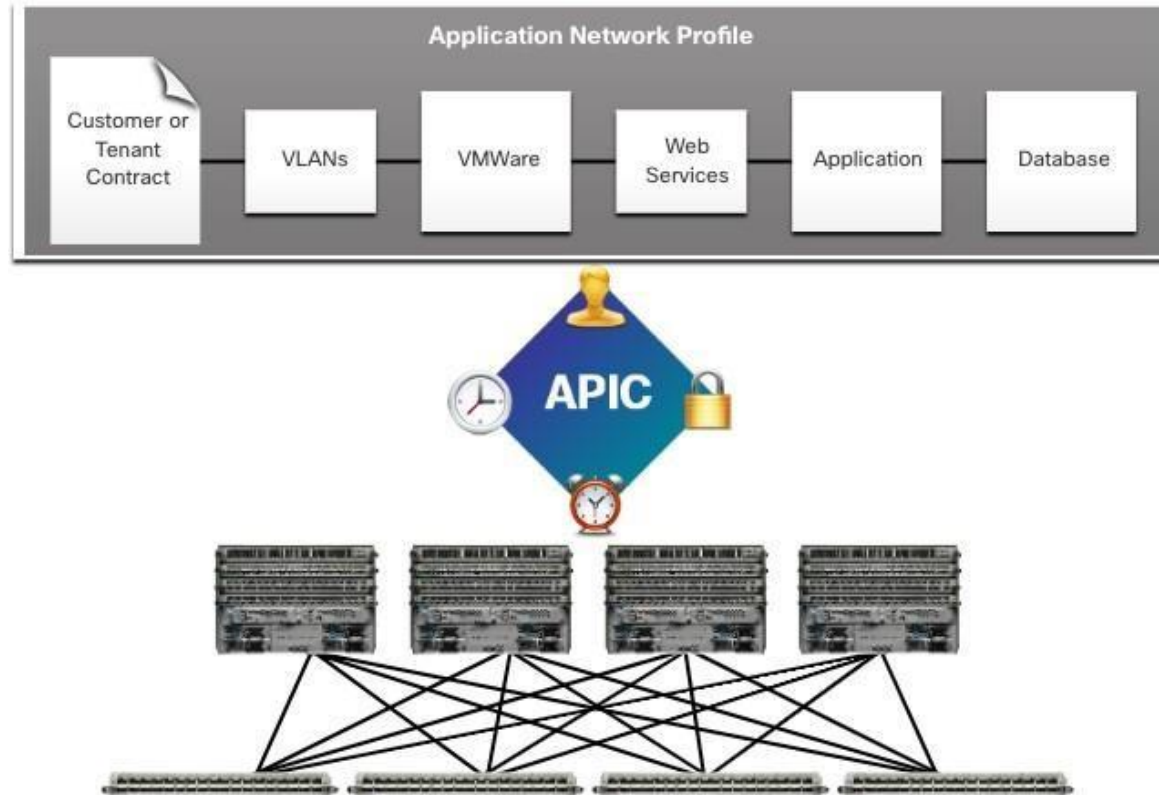 Application Network Profile
Customer or
Tenant
Contract
VLANs
VMWare
Web
Services
Application
Database
APIC